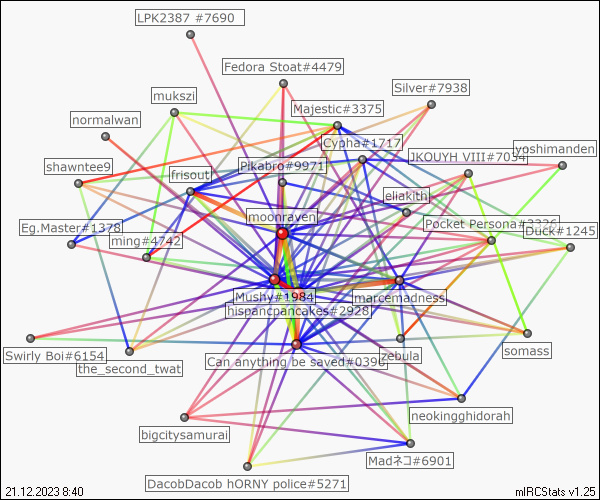 LPK2387 #7690
Fedora Stoat#4479
Silver#7938
mukszi
Majestic#3375
normalwan
Cypha#1717
JKOUYH VIII#7034
yoshimanden
shawntee9
Pikabro#9971
frisout
eliakith
moonraven
Pocket Persona#3326
Eg.Master#1378
Duck#1245
ming#4742
Mushy#1984
marcemadness
hispancpancakes#2928
Swirly Boi#6154
Can anything be saved#0396
zebula
somass
the_second_twat
neokingghidorah
bigcitysamurai
Madネコ#6901
DacobDacob hORNY police#5271
21.12.2023 8:40
mIRCStats v1.25